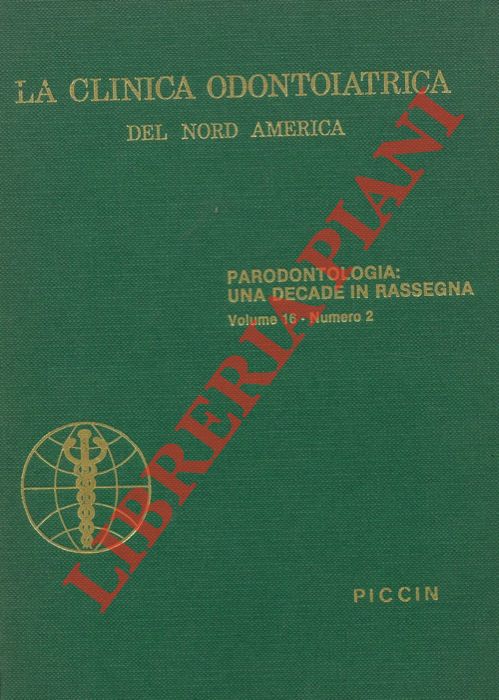 LA CLINICA ODONTOIATRICA
DEL NORD AMERICA
PARODONTOLOGIA:
UNA DECADE IN RASSEGNA
Volume 16 - Numero 2
PICCIN
LIBRERIA PIANI